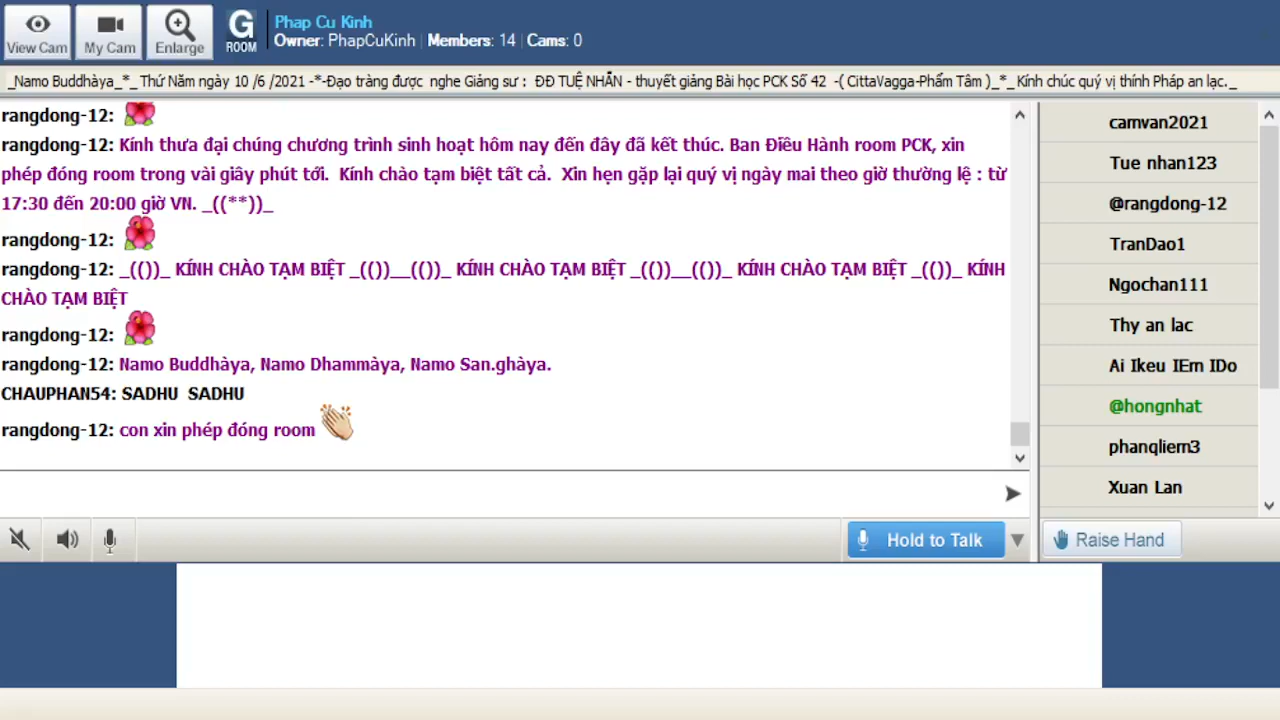 View Cam
My Cam
Enlarge
G
ROOM
Phap Cu Kinh
Owner: PhapCuKinh | Members: 14 | Cams: 0
_Namo Buddhàya_*_ Thứ Năm ngày 10 /6 /2021 -*-Đạo tràng được nghe Giảng sư : ĐĐ TUỆ NHẪN - thuyết giảng Bài học PCK Số 42 -( CittaVagga-Phẩm Tâm )_*_ Kính chúc quý vị thính Pháp an lạc._
rangdong-12:
rangdong-12: Kính thưa đại chúng chương trình sinh hoạt hôm nay đến đây đã kết thúc. Ban Điều Hành room PCK, xin
phép đóng room trong vài giây phút tới. Kính chào tạm biệt tất cả. Xin hẹn gặp lại quý vị ngày mai theo giờ thường lệ : từ
17:30 đến 20:00 giờ VN. _((**))_
rangdong-12:
rangdong-12: _(())_ KÍNH CHÀO TẠM BIỆT _(())__(())_ KÍNH CHÀO TẠM BIỆT _(())__(())_ KÍNH CHÀO TẠM BIỆT _(())_ KÍNH
CHÀO TẠM BIỆT
rangdong-12:
rangdong-12: Namo Buddhàya, Namo Dhammàya, Namo San.ghàya.
CHAUPHAN54: SADHU SADHU
rangdong-12: con xin phép đóng room
camvan2021
Tue nhan123
@rangdong-12
TranDao1
Ngochan111
Thy an lac
Ai Ikeu IEm IDo
@hongnhat
phanqliem3
Xuan Lan
Hold to Talk
Raise Hand